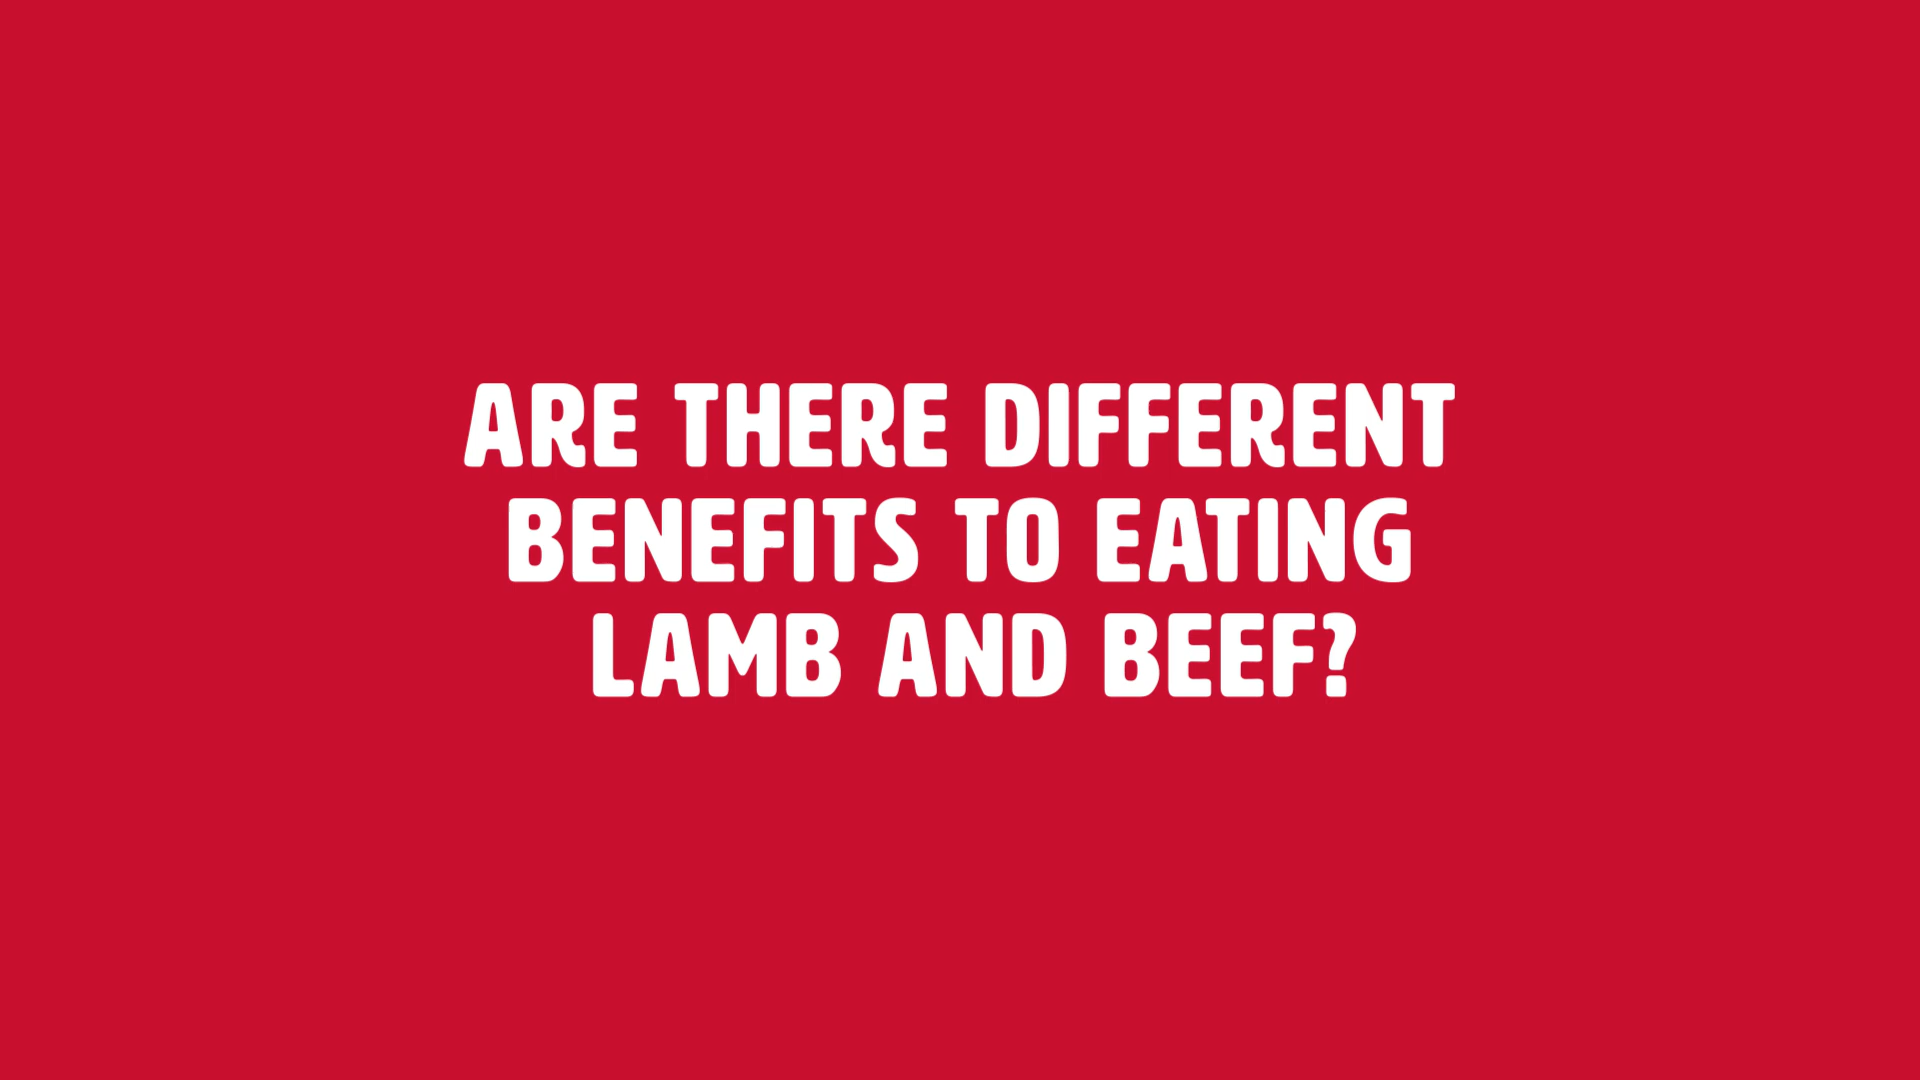 ARE THERE DIFFERENT
BENEFITS TO EATING
LAMB AND BEEF?